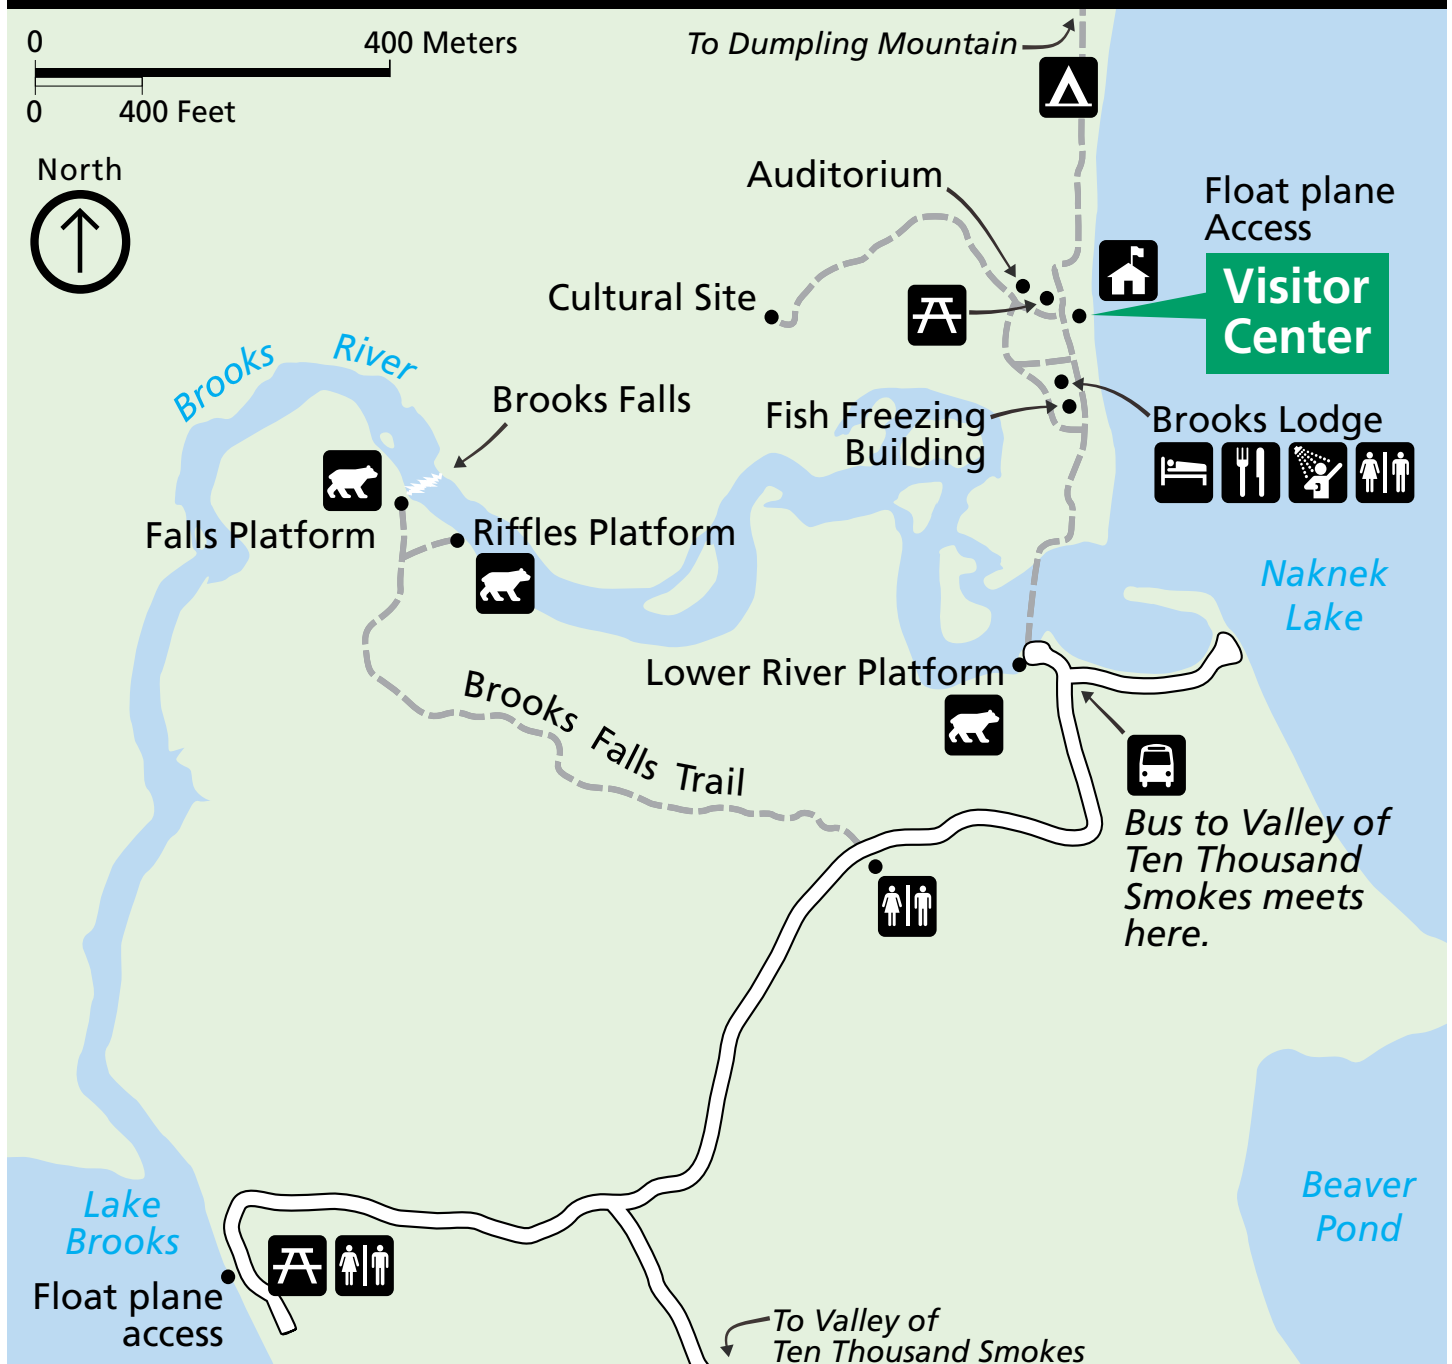 0
400 Meters
0
400 Feet
North
To Dumpling Mountain
Auditorium
Float plane
Access
Visitor
Center
Cultural Site
Brooks River
Brooks Falls
Fish Freezing
Building
Brooks Lodge
Falls Platform
Riffles Platform
Naknek
Lake
Lower River Platform
Brooks Falls Trail
Bus to Valley of
Ten Thousand
Smokes meets
here.
Lake
Brooks
Beaver
Pond
Float plane
access
To Valley of
Ten Thousand Smokes